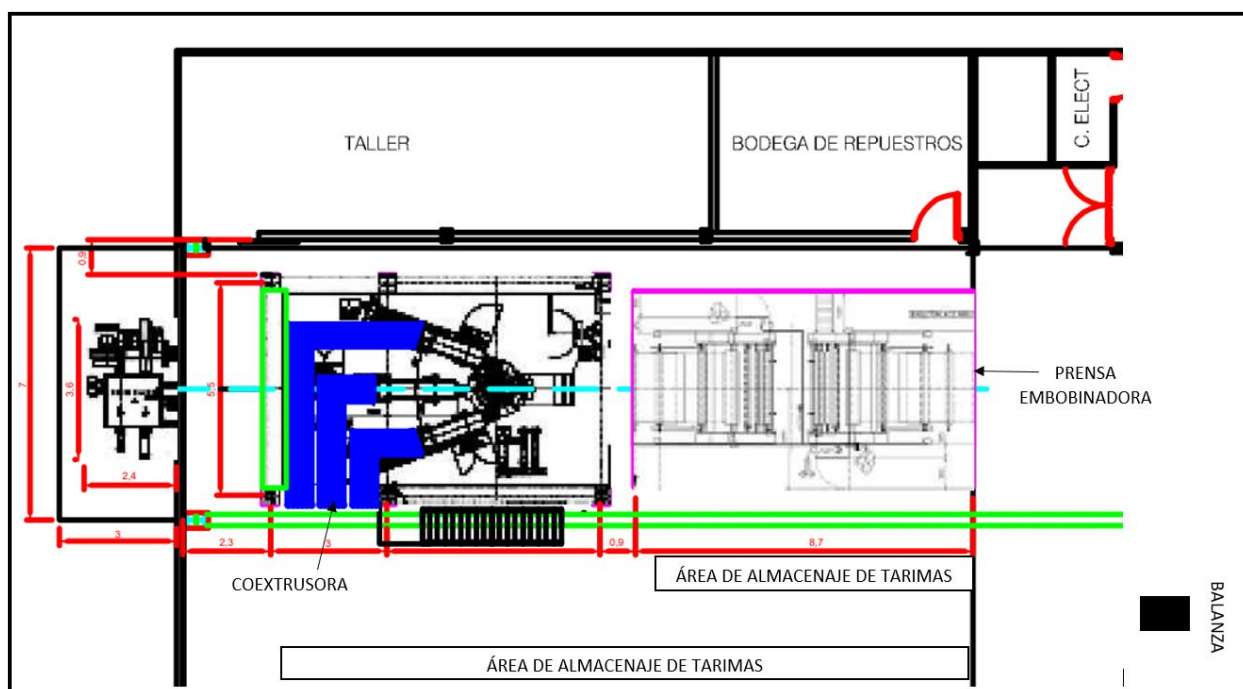 TALLER
BODEGA DE REPUESTROS
C. ELECT
0,9
7
3,6
5,5
2,4
PRENSA
EMBOBINADORA
3
2,3
3
0,9
8,7
COEXTRUSORA
ÁREA DE ALMACENAJE DE TARIMAS
ÁREA DE ALMACENAJE DE TARIMAS
BALANZA